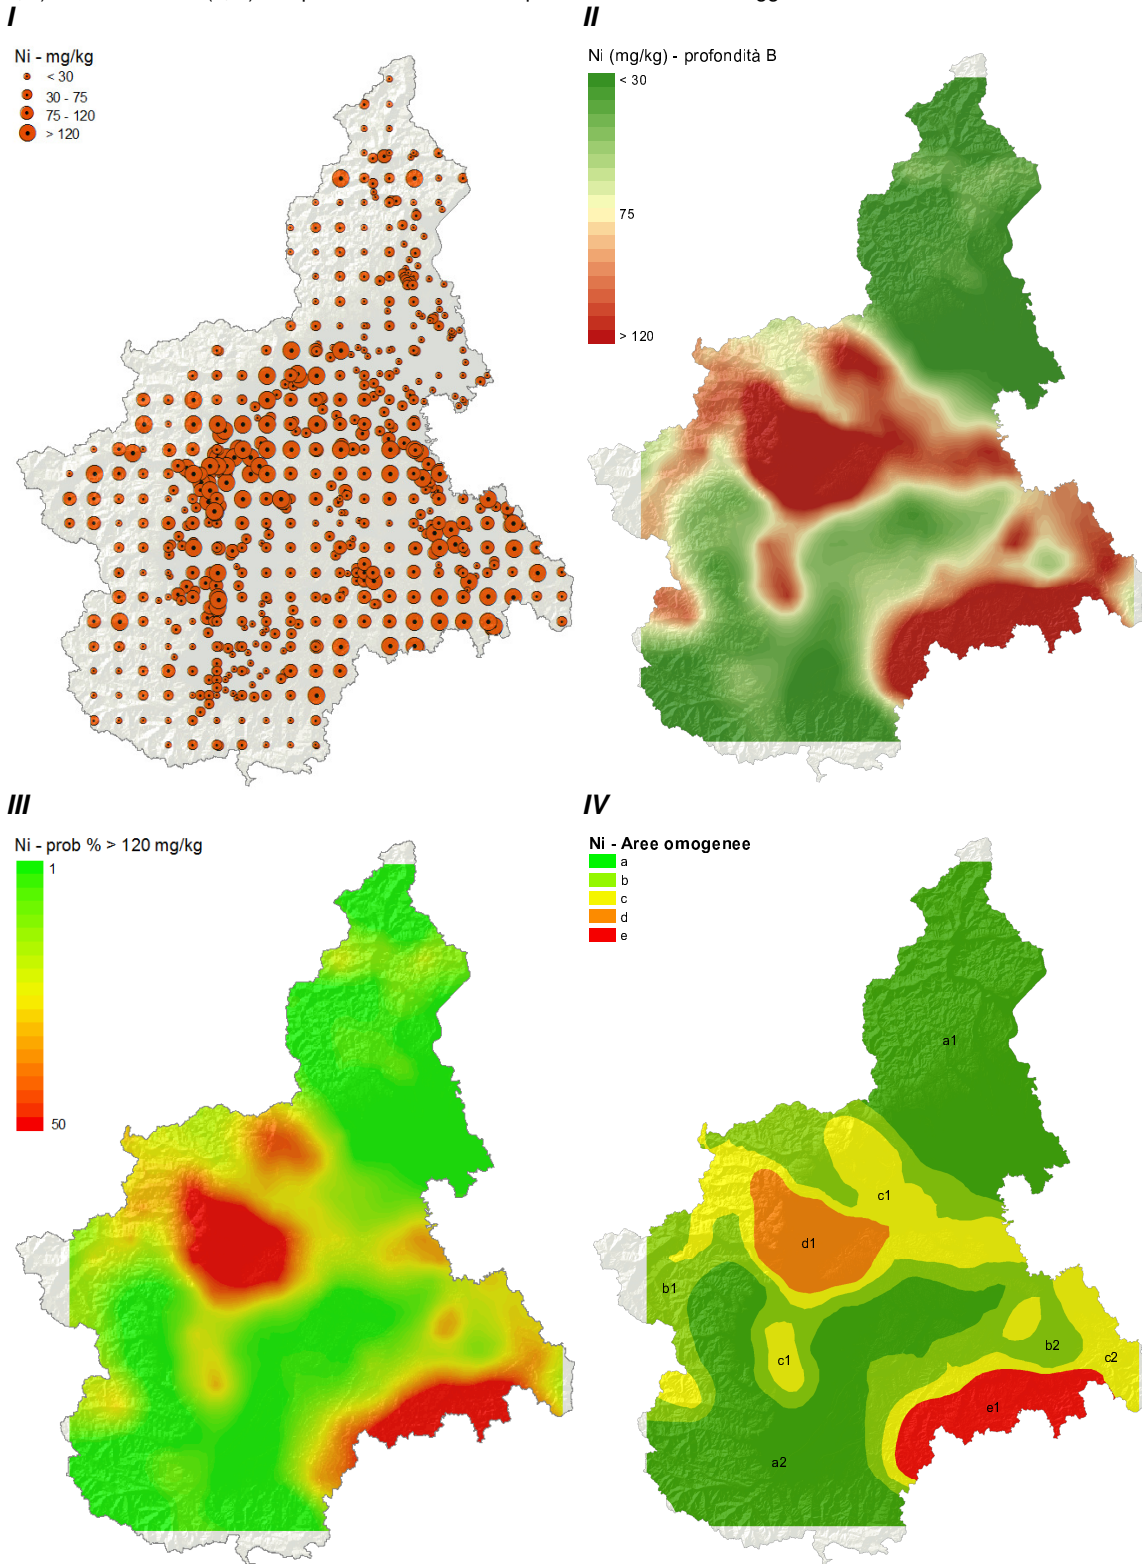 I
Ni - mg/kg
< 30
30 - 75
75 - 120
> 120
II
Ni (mg/kg) - profondità B
< 30
75
> 120
III
Ni - prob % > 120 mg/kg
1
50
IV
Ni - Aree omogenee
a
b
c
d
e
a1
c1
d1
b1
b2
c1
c2
e1
a2